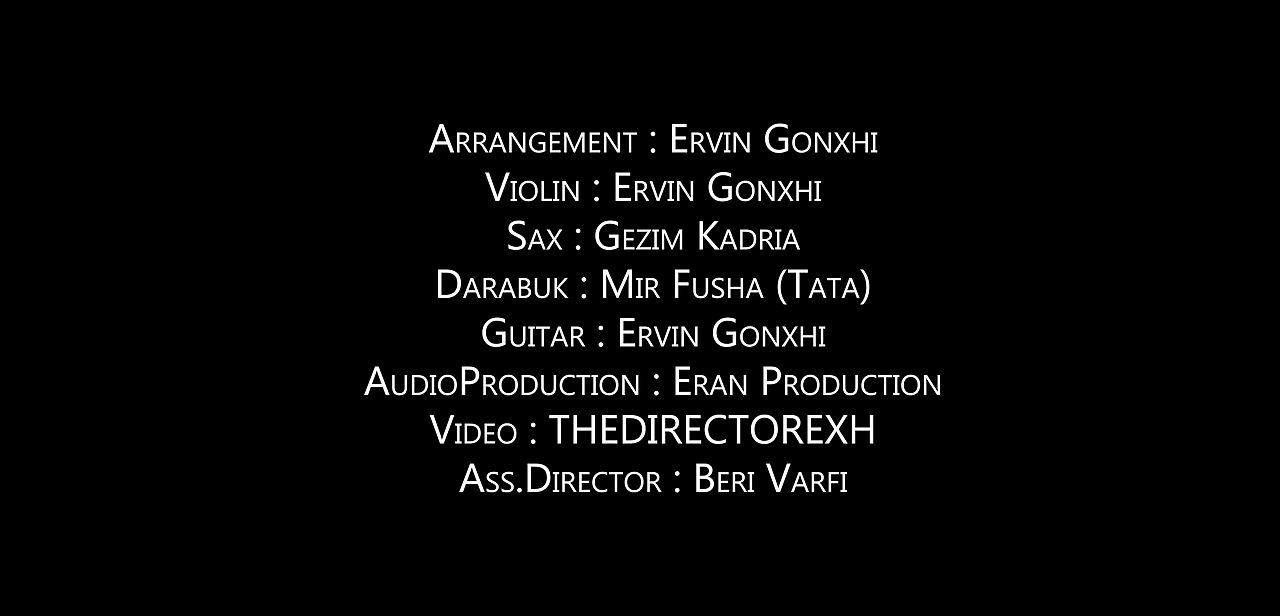 Arrangement : Ervin Gonxhi
Violin : Ervin Gonxhi
Sax : Gezim Kadria
Darabuk : Mir Fusha (Tata)
Guitar : Ervin Gonxhi
AudioProduction : Eran Production
Video : THEDIRECTOREXH
Ass.Director : Beri Varfi